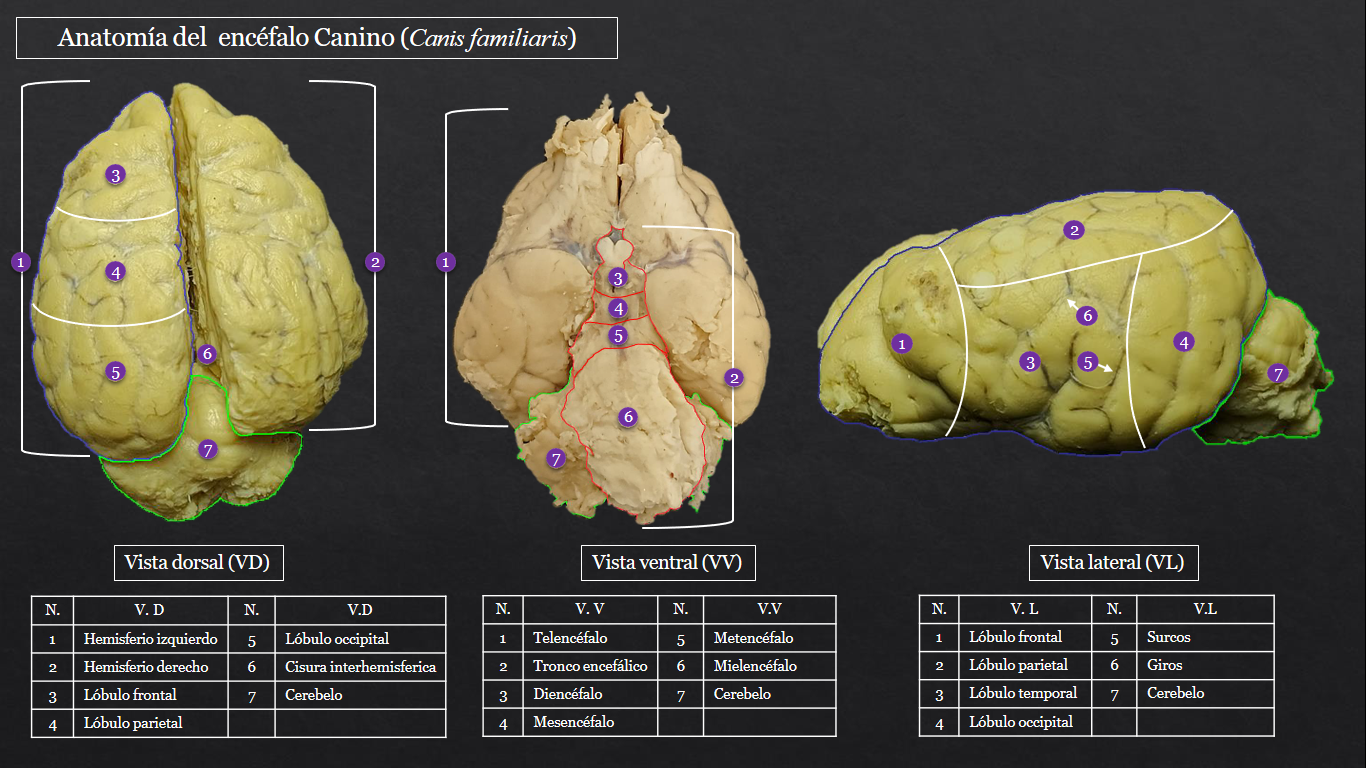 Anatomía del  encéfalo Canino (Canis familiaris)
3
4
5
1
2
6
7
1
3
4
5
2
6
7
2
1
6
3
5
4
7
Vista dorsal (VD)
N. V. D N. V.D
1 Hemisferio izquierdo 5 Lóbulo occipital
2 Hemisferio derecho 6 Cisura interhemisferica
3 Lóbulo frontal 7 Cerebelo
4 Lóbulo parietal
Vista ventral (VV)
N. V. V N. V.V
1 Telencéfalo 5 Metencéfalo
2 Tronco encefálico 6 Mielencéfalo
3 Diencéfalo 7 Cerebelo
4 Mesencéfalo
Vista lateral (VL)
N. V. L N. V.L
1 Lóbulo frontal 5 Surcos
2 Lóbulo parietal 6 Giros
3 Lóbulo temporal 7 Cerebelo
4 Lóbulo occipital